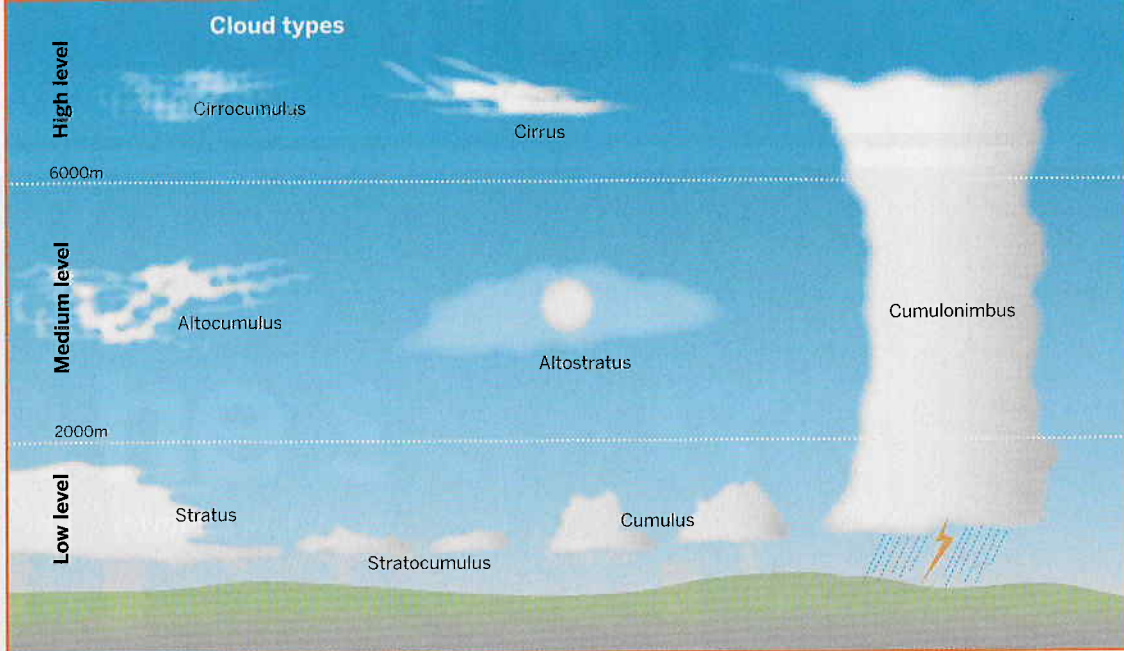 Cloud types
High level
Cirrocumulus
Cirrus
6000m
Medium level
Altocumulus
Altostratus
Cumulonimbus
2000m
Low level
Stratus
Cumulus
Stratocumulus